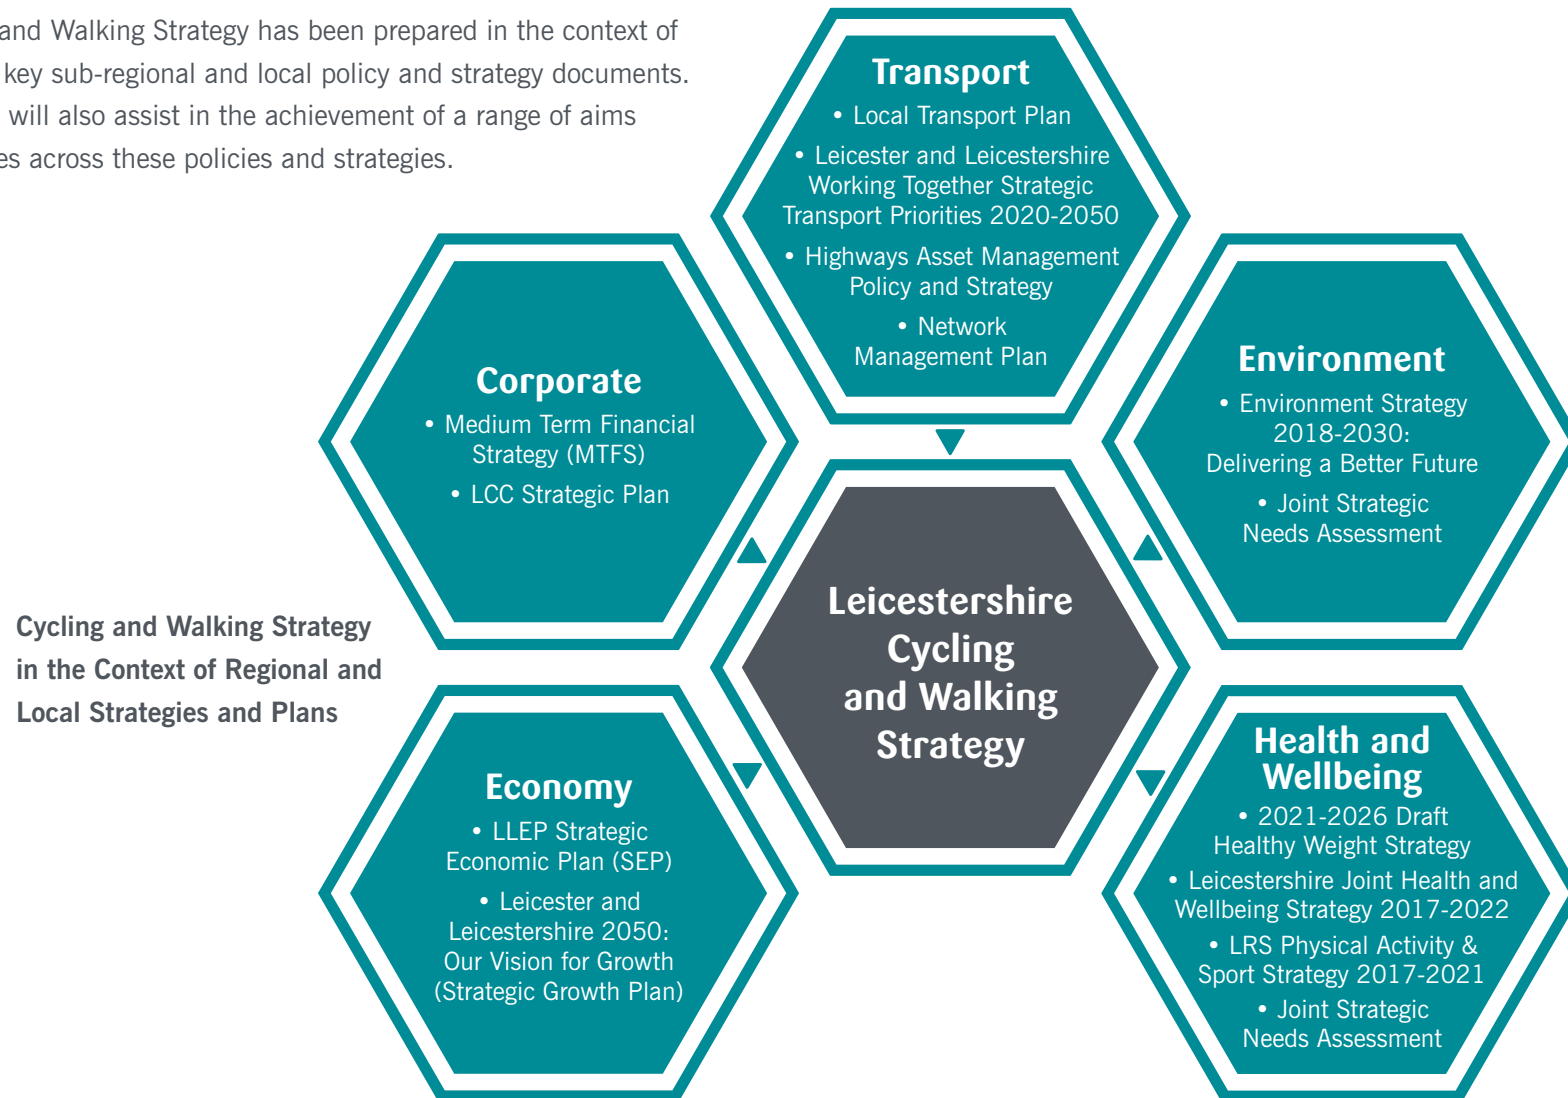 and Walking Strategy has been prepared in the context of
key sub-regional and local policy and strategy documents.
will also assist in the achievement of a range of aims
es across these policies and strategies.
Transport
• Local Transport Plan
• Leicester and Leicestershire
Working Together Strategic
Transport Priorities 2020-2050
• Highways Asset Management
Policy and Strategy
• Network
Management Plan
Corporate
• Medium Term Financial
Strategy (MTFS)
• LCC Strategic Plan
Environment
• Environment Strategy
2018-2030:
Delivering a Better Future
• Joint Strategic
Needs Assessment
Cycling and Walking Strategy
in the Context of Regional and
Local Strategies and Plans
Leicestershire
Cycling
and Walking
Strategy
Economy
• LLEP Strategic
Economic Plan (SEP)
• Leicester and
Leicestershire 2050:
Our Vision for Growth
(Strategic Growth Plan)
Health and
Wellbeing
• 2021-2026 Draft
Healthy Weight Strategy
• Leicestershire Joint Health and
Wellbeing Strategy 2017-2022
• LRS Physical Activity &
Sport Strategy 2017-2021
• Joint Strategic
Needs Assessment